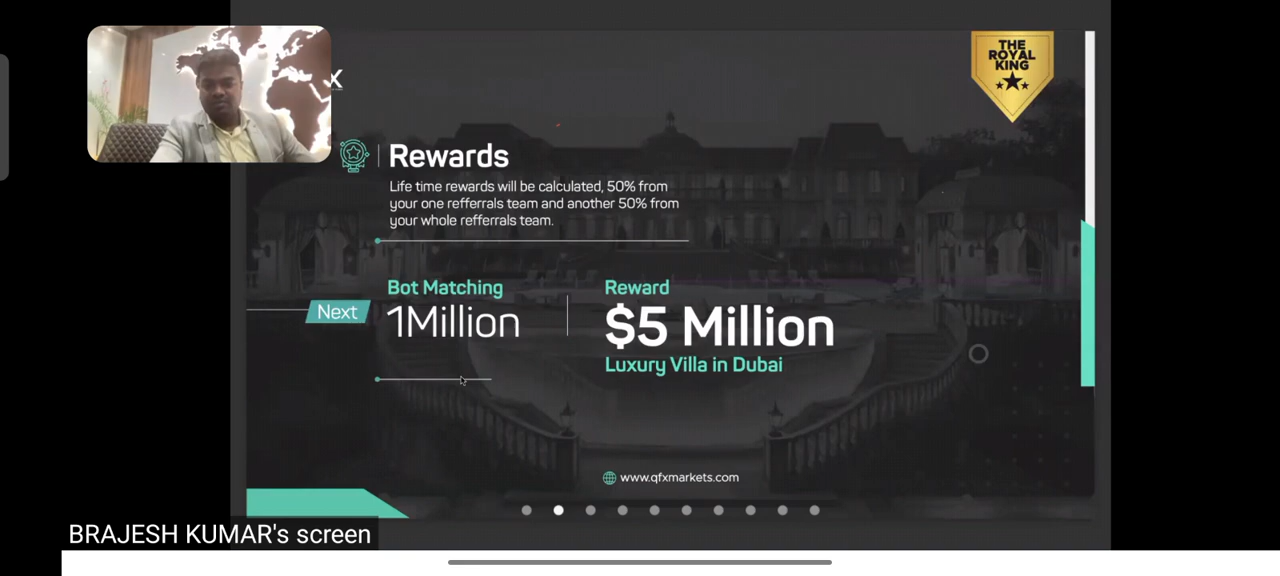 X
THE
ROYAL
KING
Rewards
Life time rewards will be calculated, 50% from
your one refferrals team and another 50% from
your whole refferrals team.
Bot Matching
Reward
Next
1Million
$5 Million
Luxury Villa in Dubai
www.qfxmarkets.com
BRAJESH KUMAR's screen